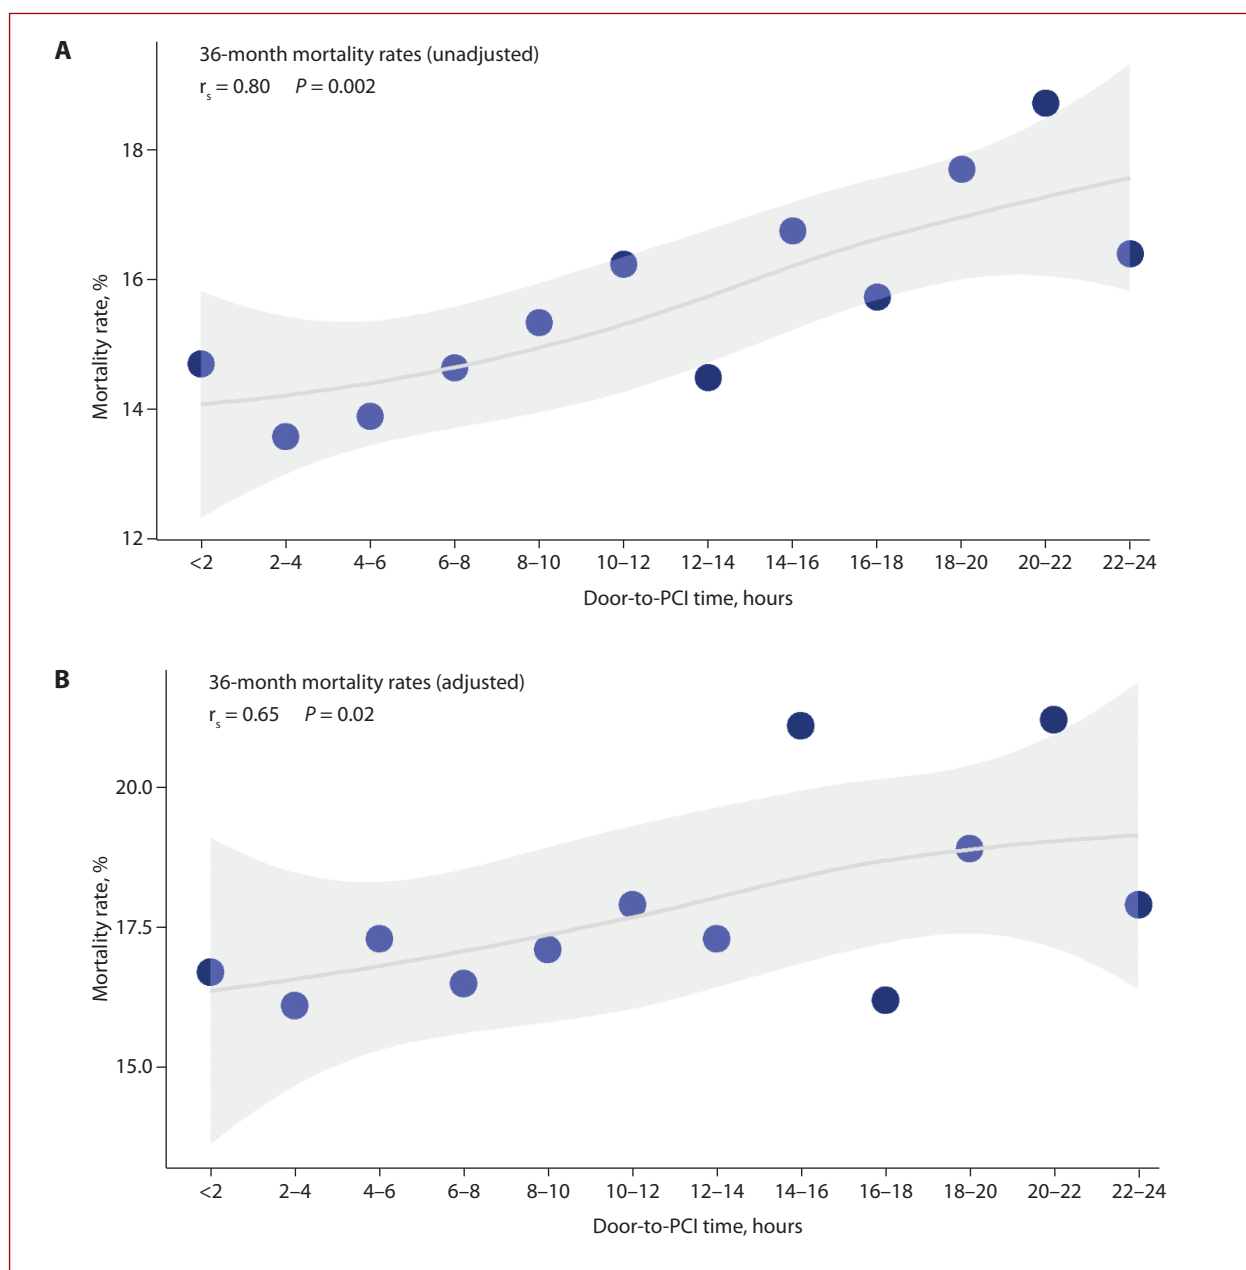 A
36-month mortality rates (unadjusted)
rs = 0.80 P = 0.002
Mortality rate, %
18
16
14
12
<2 2–4 4–6 6–8 8–10 10–12 12–14 14–16 16–18 18–20 20–22 22–24
Door-to-PCI time, hours
B
36-month mortality rates (adjusted)
rs = 0.65 P = 0.02
Mortality rate, %
20.0
17.5
15.0
<2 2–4 4–6 6–8 8–10 10–12 12–14 14–16 16–18 18–20 20–22 22–24
Door-to-PCI time, hours